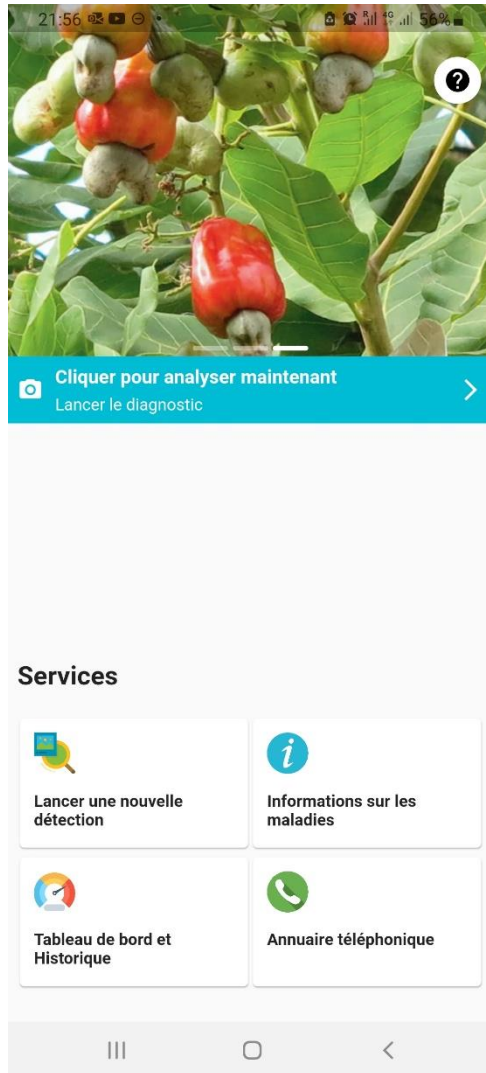 21:56 56%
?
Cliquer pour analyser maintenant
Lancer le diagnostic
Services
Lancer une nouvelle
détection
i
Informations sur les
maladies
Tableau de bord et
Historique
Annuaire téléphonique